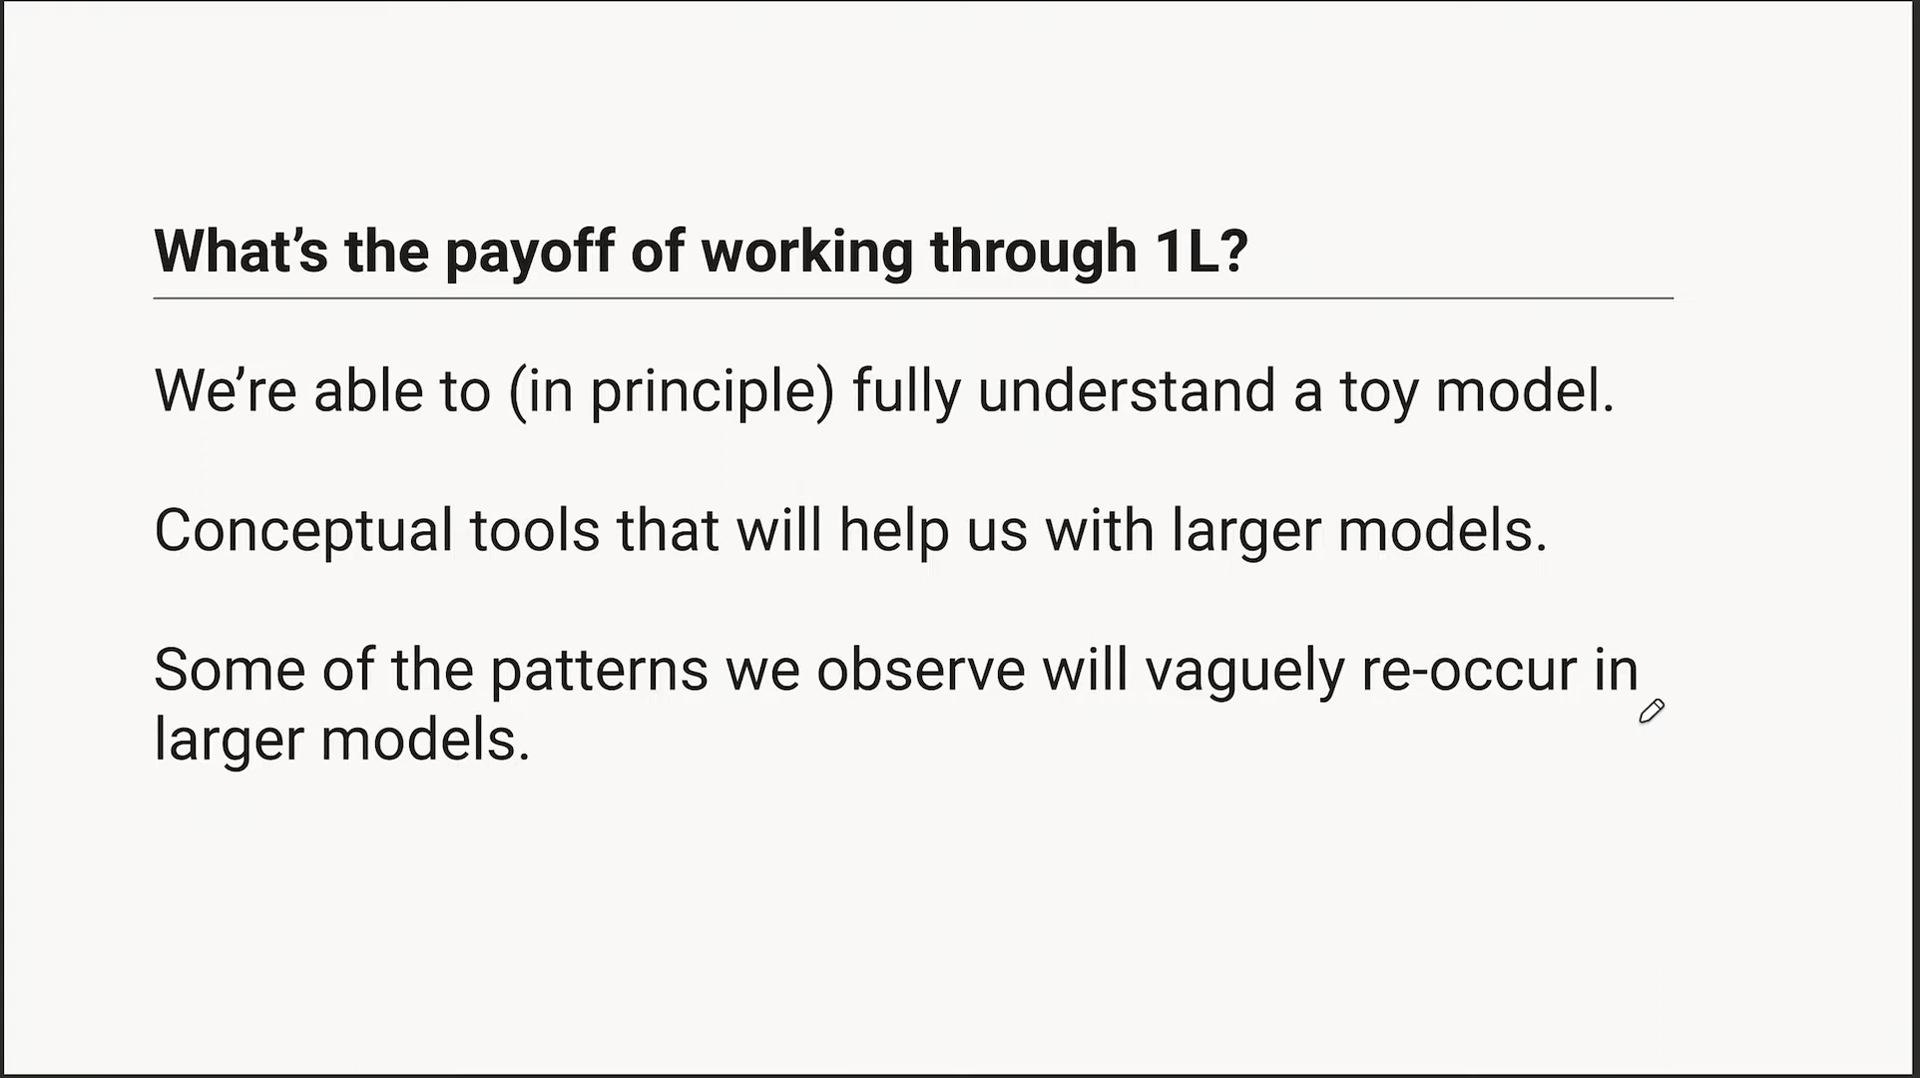 What’s the payoff of working through 1L?
We’re able to (in principle) fully understand a toy model.
Conceptual tools that will help us with larger models.
Some of the patterns we observe will vaguely re-occur in
larger models.